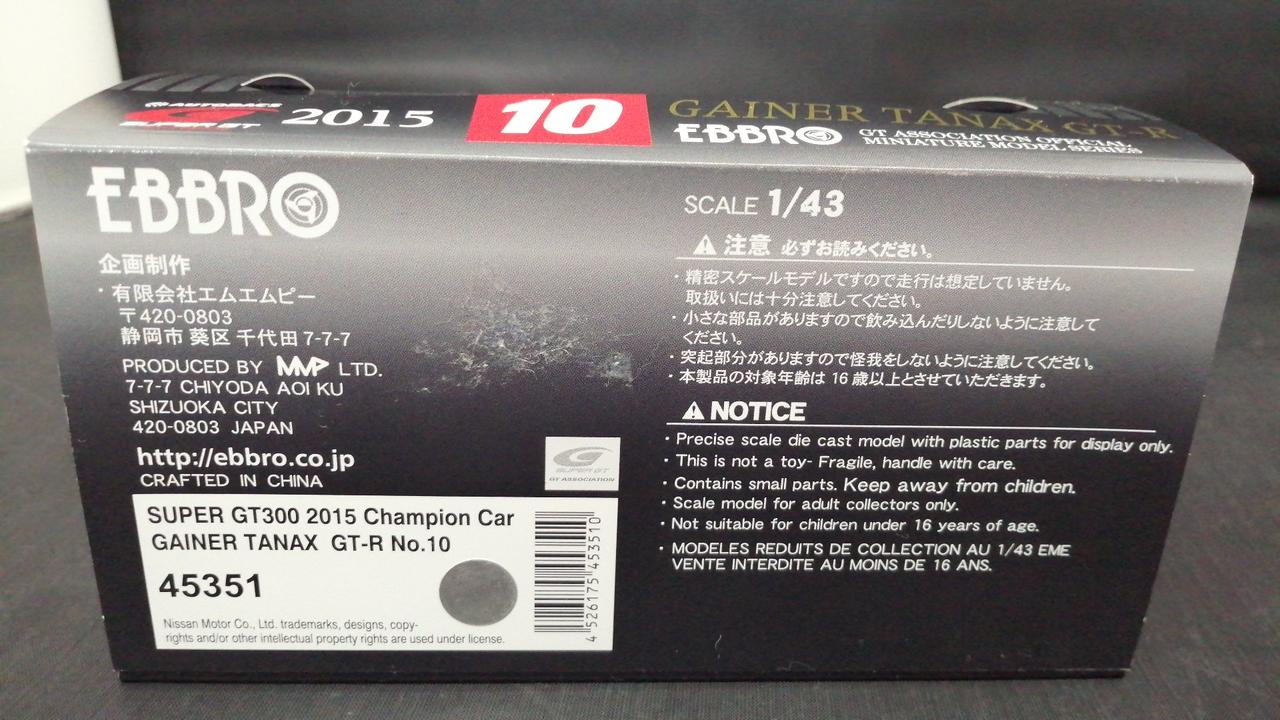 AUTOBACS
SUPER GT
2015
10
GAINER TANAX GT-R
EBBRO
GT ASSOCIATION OFFICIAL
MINIATURE MODEL SERIES
EBBRO
企画制作
・有限会社エムエムピー
〒420-0803
静岡市 葵区 千代田 7-7-7
PRODUCED BY MMP LTD.
7-7-7 CHIYODA AOI KU
SHIZUOKA CITY
420-0803 JAPAN
http://ebbro.co.jp
CRAFTED IN CHINA
SUPER GT
GT ASSOCIATION
SUPER GT300 2015 Champion Car
GAINER TANAX GT-R No.10
45351
Nissan Motor Co., Ltd. trademarks, designs, copy-
rights and/or other intellectual property rights are used under license.
4 526175 453510
SCALE 1/43
注意 必ずお読みください。
・精密スケールモデルですので走行は想定していません。
取扱いには十分注意してください。
・小さな部品がありますので飲み込んだりしないように注意して
ください。
・突起部分がありますので怪我をしないように注意してください。
・本製品の対象年齢は 16 歳以上とさせていただきます。
NOTICE
・Precise scale die cast model with plastic parts for display only.
・This is not a toy- Fragile, handle with care.
・Contains small parts. Keep away from children.
・Scale model for adult collectors only.
・Not suitable for children under 16 years of age.
・MODELES REDUITS DE COLLECTION AU 1/43 EME
VENTE INTERDITE AU MOINS DE 16 ANS.